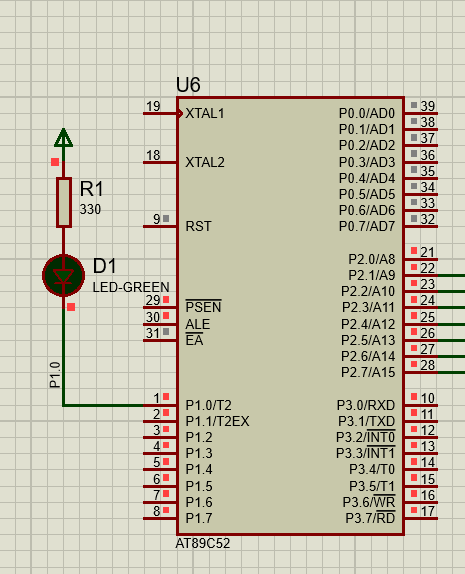 U6
19 XTAL1 P0.0/AD0 39
P0.1/AD1 38
P0.2/AD2 37
18 XTAL2 P0.3/AD3 36
P0.4/AD4 35
P0.5/AD5 34
P0.6/AD6 33
9 RST P0.7/AD7 32
R1
330
P2.0/A8 21
P2.1/A9 22
P2.2/A10 23
D1
LED-GREEN
29 PSEN P2.3/A11 24
30 ALE P2.4/A12 25
31 EA P2.5/A13 26
P2.6/A14 27
P2.7/A15 28
P1.0
1 P1.0/T2 P3.0/RXD 10
2 P1.1/T2EX P3.1/TXD 11
3 P1.2 P3.2/INT0 12
4 P1.3 P3.3/INT1 13
5 P1.4 P3.4/T0 14
6 P1.5 P3.5/T1 15
7 P1.6 P3.6/WR 16
8 P1.7 P3.7/RD 17
AT89C52